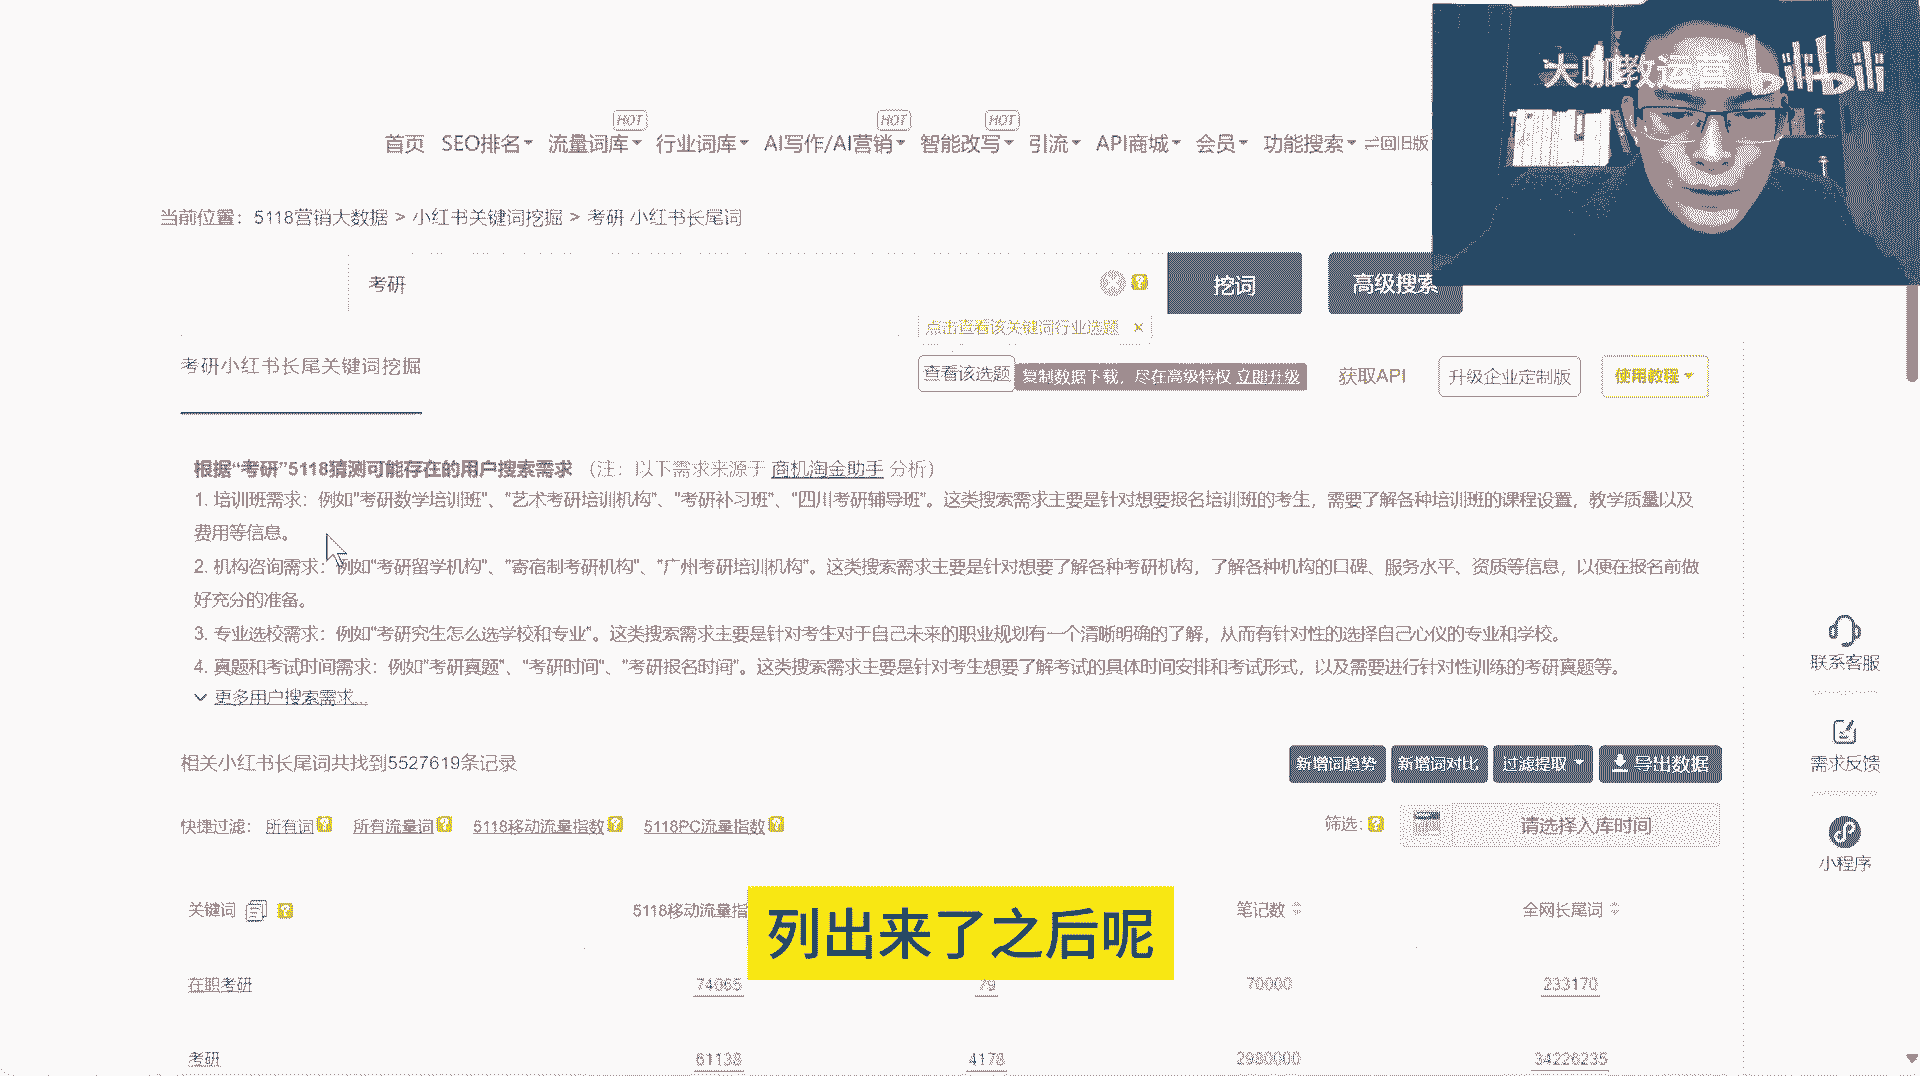 大咖教运营 bilibili
HOT HOT HOT
首页 SEO排名 流量词库 行业词库 AI写作/AI营销 智能改写 引流 API商城 会员 功能搜索 回旧版
当前位置: 5118营销大数据 > 小红书关键词挖掘 > 考研 小红书长尾词
考研 挖词 高级搜索
点击查看该关键词行业选题 ×
考研小红书长尾关键词挖掘
查看该选题 复制数据下载，尽在高级特权 立即升级 获取API 升级企业定制版 使用教程
根据“考研”5118猜测可能存在的用户搜索需求 （注：以下需求来源于 商机淘金助手 分析）
1. 培训班需求：例如"考研数学培训班"、"艺术考研培训机构"、"考研补习班"、"四川考研辅导班"。这类搜索需求主要是针对想要报名培训班的考生，需要了解各种培训班的课程设置，教学质量以及
费用等信息。
2. 机构咨询需求：例如"考研留学机构"、"寄宿制考研机构"、"广州考研培训机构"。这类搜索需求主要是针对想要了解各种考研机构，了解各种机构的口碑、服务水平、资质等信息，以便在报名前做
好充分的准备。
3. 专业选校需求：例如"考研究生怎么选学校和专业"。这类搜索需求主要是针对考生对于自己未来的职业规划有一个清晰明确的了解，从而有针对性的选择自己心仪的专业和学校。
4. 真题和考试时间需求：例如"考研真题"、"考研时间"、"考研报名时间"。这类搜索需求主要是针对考生想要了解考试的具体时间安排和考试形式，以及需要进行针对性训练的考研真题等。
更多用户搜索需求...
联系客服
需求反馈
小程序
相关小红书长尾词共找到5527619条记录
新增词趋势 新增词对比 过滤提取 导出数据
快捷过滤: 所有词 所有流量词 5118移动流量指数 5118PC流量指数 筛选: 请选择入库时间
关键词 5118移动流量指 笔记数 全网长尾词
列出来了之后呢
在职考研 74065 79 70000 233170
考研 61138 4178 2980000 34226235